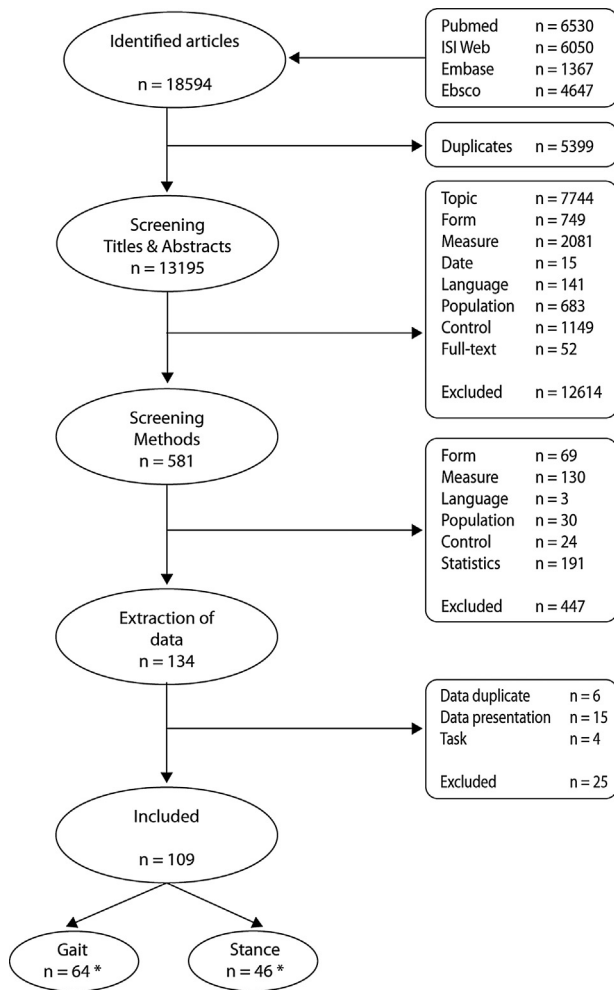 Identified articles
n = 18594
Pubmed n = 6530
ISI Web n = 6050
Embase n = 1367
Ebsco n = 4647
Duplicates n = 5399
Screening
Titles & Abstracts
n = 13195
Topic n = 7744
Form n = 749
Measure n = 2081
Date n = 15
Language n = 141
Population n = 683
Control n = 1149
Full-text n = 52
Excluded n = 12614
Screening
Methods
n = 581
Form n = 69
Measure n = 130
Language n = 3
Population n = 30
Control n = 24
Statistics n = 191
Excluded n = 447
Extraction of
data
n = 134
Data duplicate n = 6
Data presentation n = 15
Task n = 4
Excluded n = 25
Included
n = 109
Gait
n = 64 *
Stance
n = 46 *